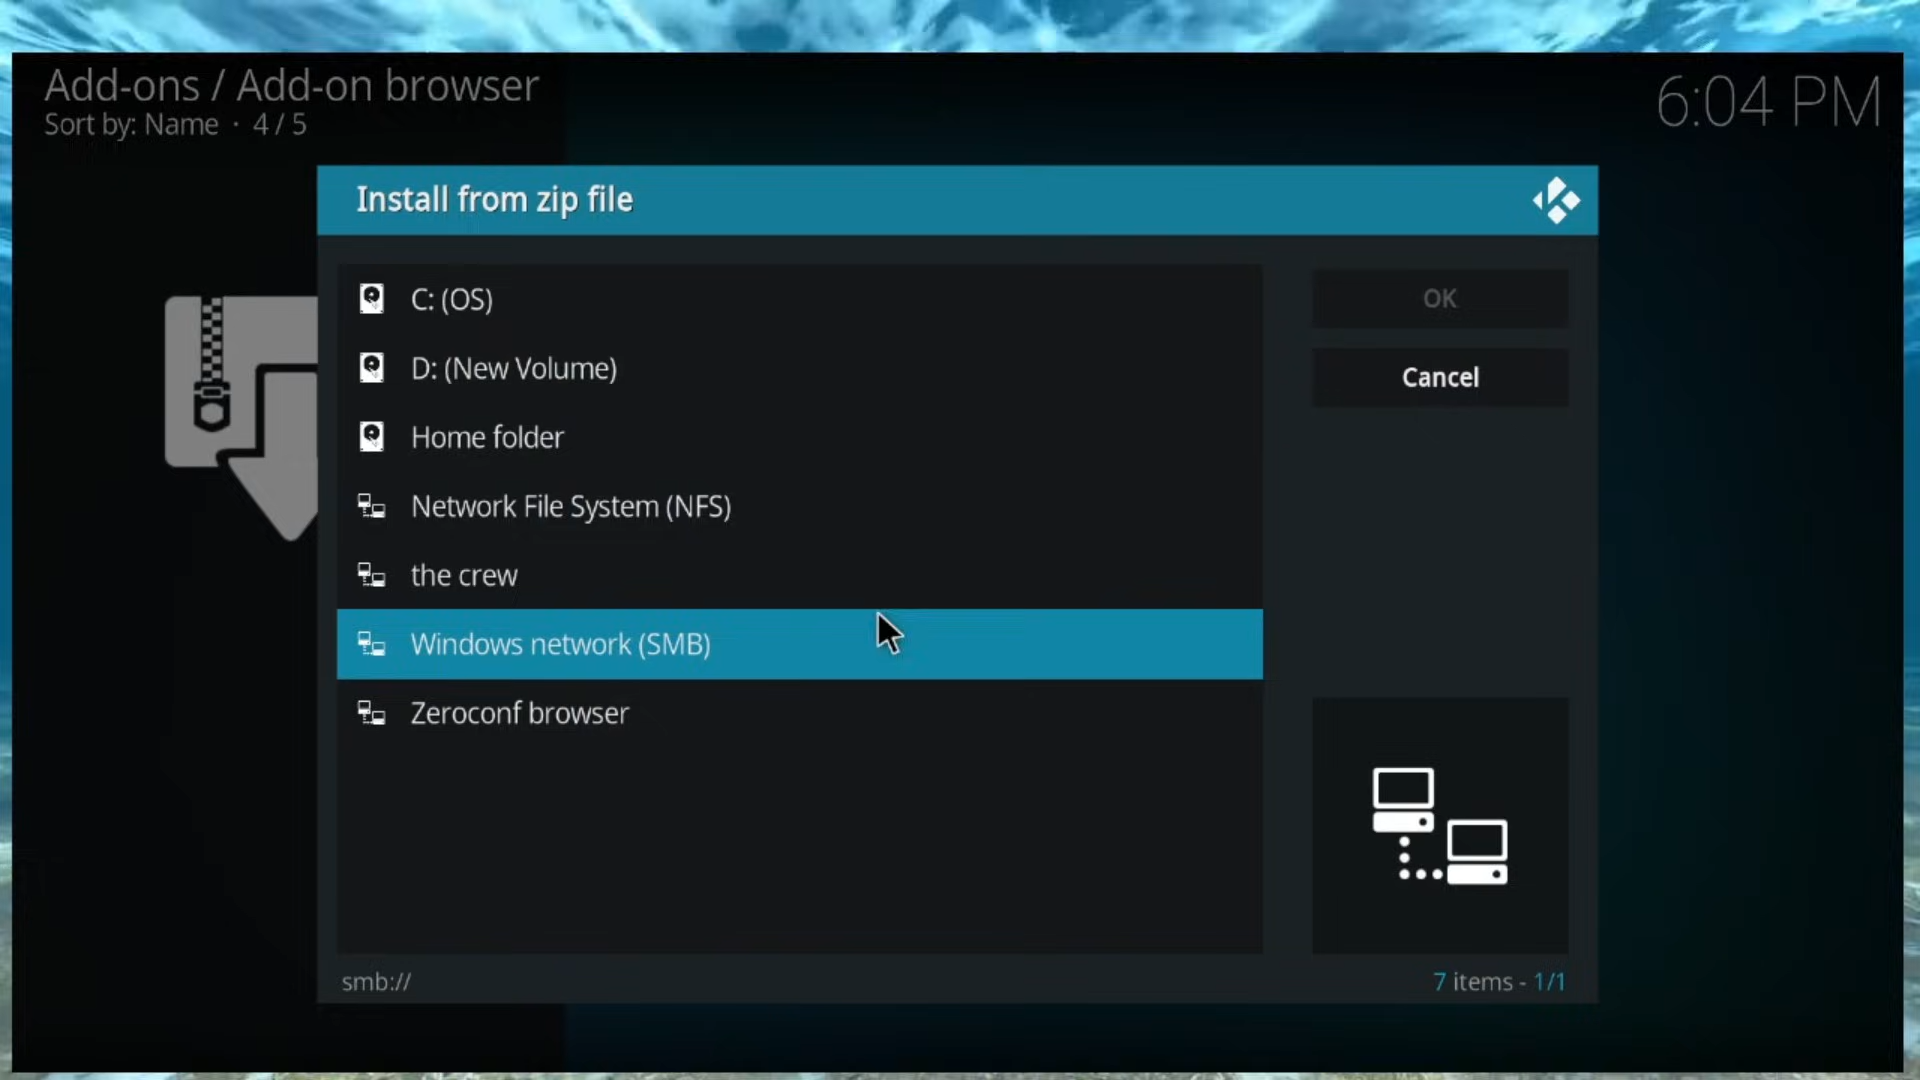 Add-ons / Add-on browser
Sort by: Name · 4 / 5
6:04 PM
Install from zip file
C: (OS)
D: (New Volume)
Home folder
Network File System (NFS)
the crew
Windows network (SMB)
Zeroconf browser
OK
Cancel
smb://
7 items - 1/1